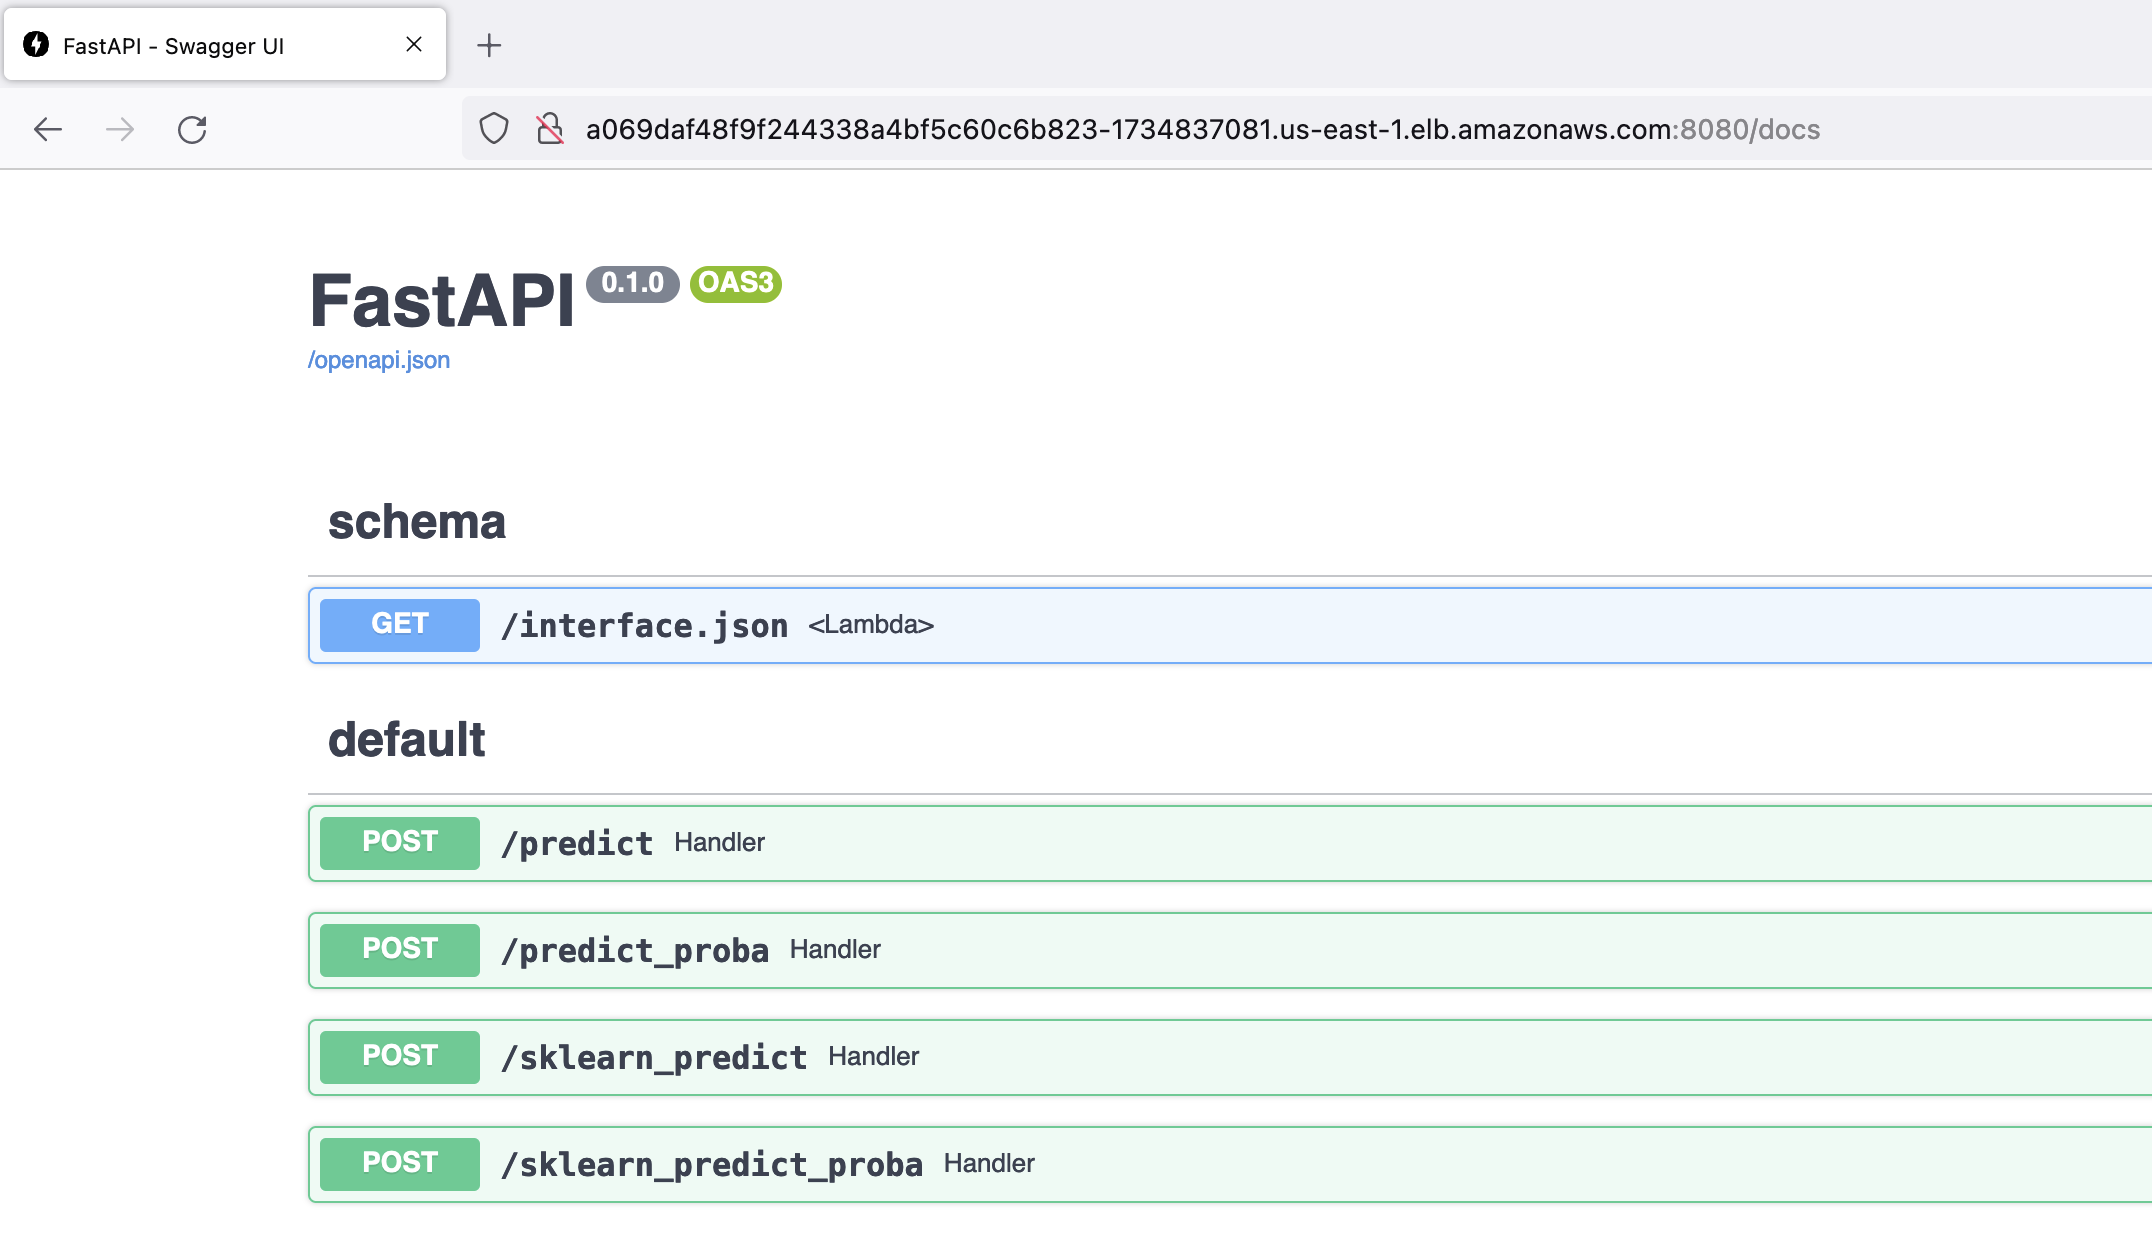 FastAPI - Swagger UI
a069daf48f9f244338a4bf5c60c6b823-1734837081.us-east-1.elb.amazonaws.com:8080/docs
FastAPI 0.1.0 OAS3
/openapi.json
schema
GET /interface.json <Lambda>
default
POST /predict Handler
POST /predict_proba Handler
POST /sklearn_predict Handler
POST /sklearn_predict_proba Handler